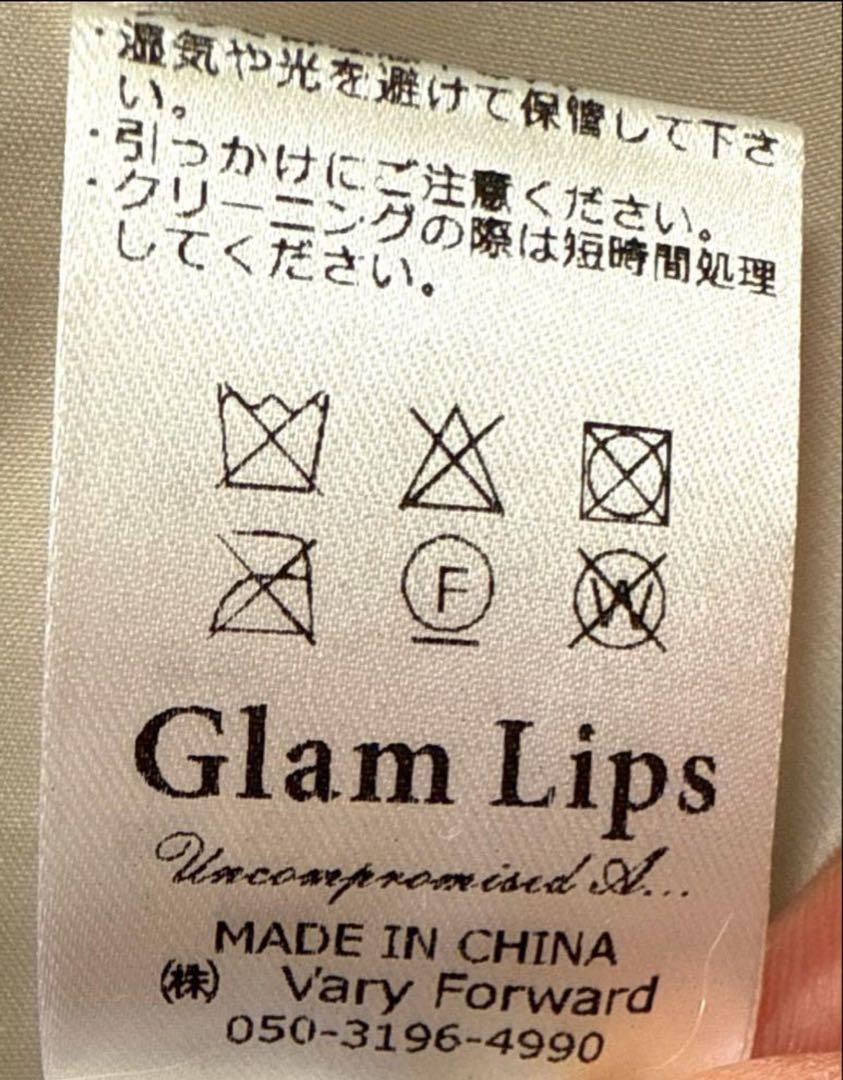 ・湿気や光を避けて保管して下さ
い。
・引っかけにご注意ください。
・クリーニングの際は短時間処理
してください。
F
W
Glam Lips
Uncompromised A...
MADE IN CHINA
(株) Vary Forward
050-3196-4990